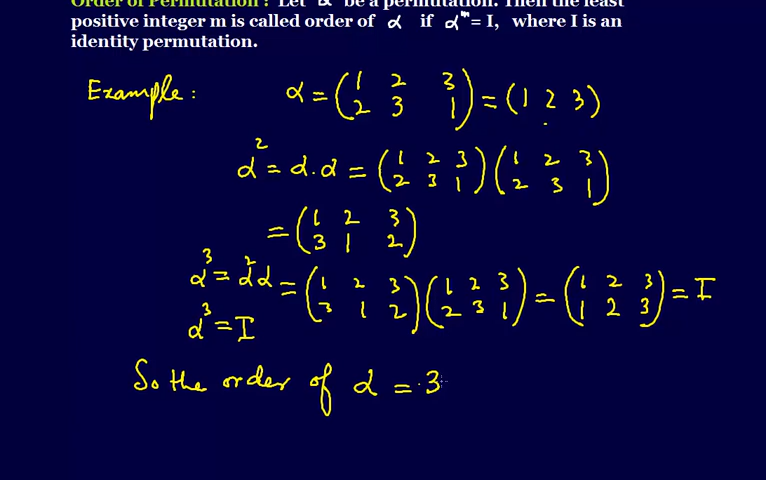 Order of Permutation : Let α be a permutation. Then the least
positive integer m is called order of α if α^m = I, where I is an
identity permutation.
Example : α = (1 2 3 / 2 3 1) = (1 2 3)
α² = α.α = (1 2 3 / 2 3 1) (1 2 3 / 2 3 1)
= (1 2 3 / 3 1 2)
α³ = α²α = (1 2 3 / 3 1 2) (1 2 3 / 2 3 1) = (1 2 3 / 1 2 3) = I
α³ = I
So the order of α = 3